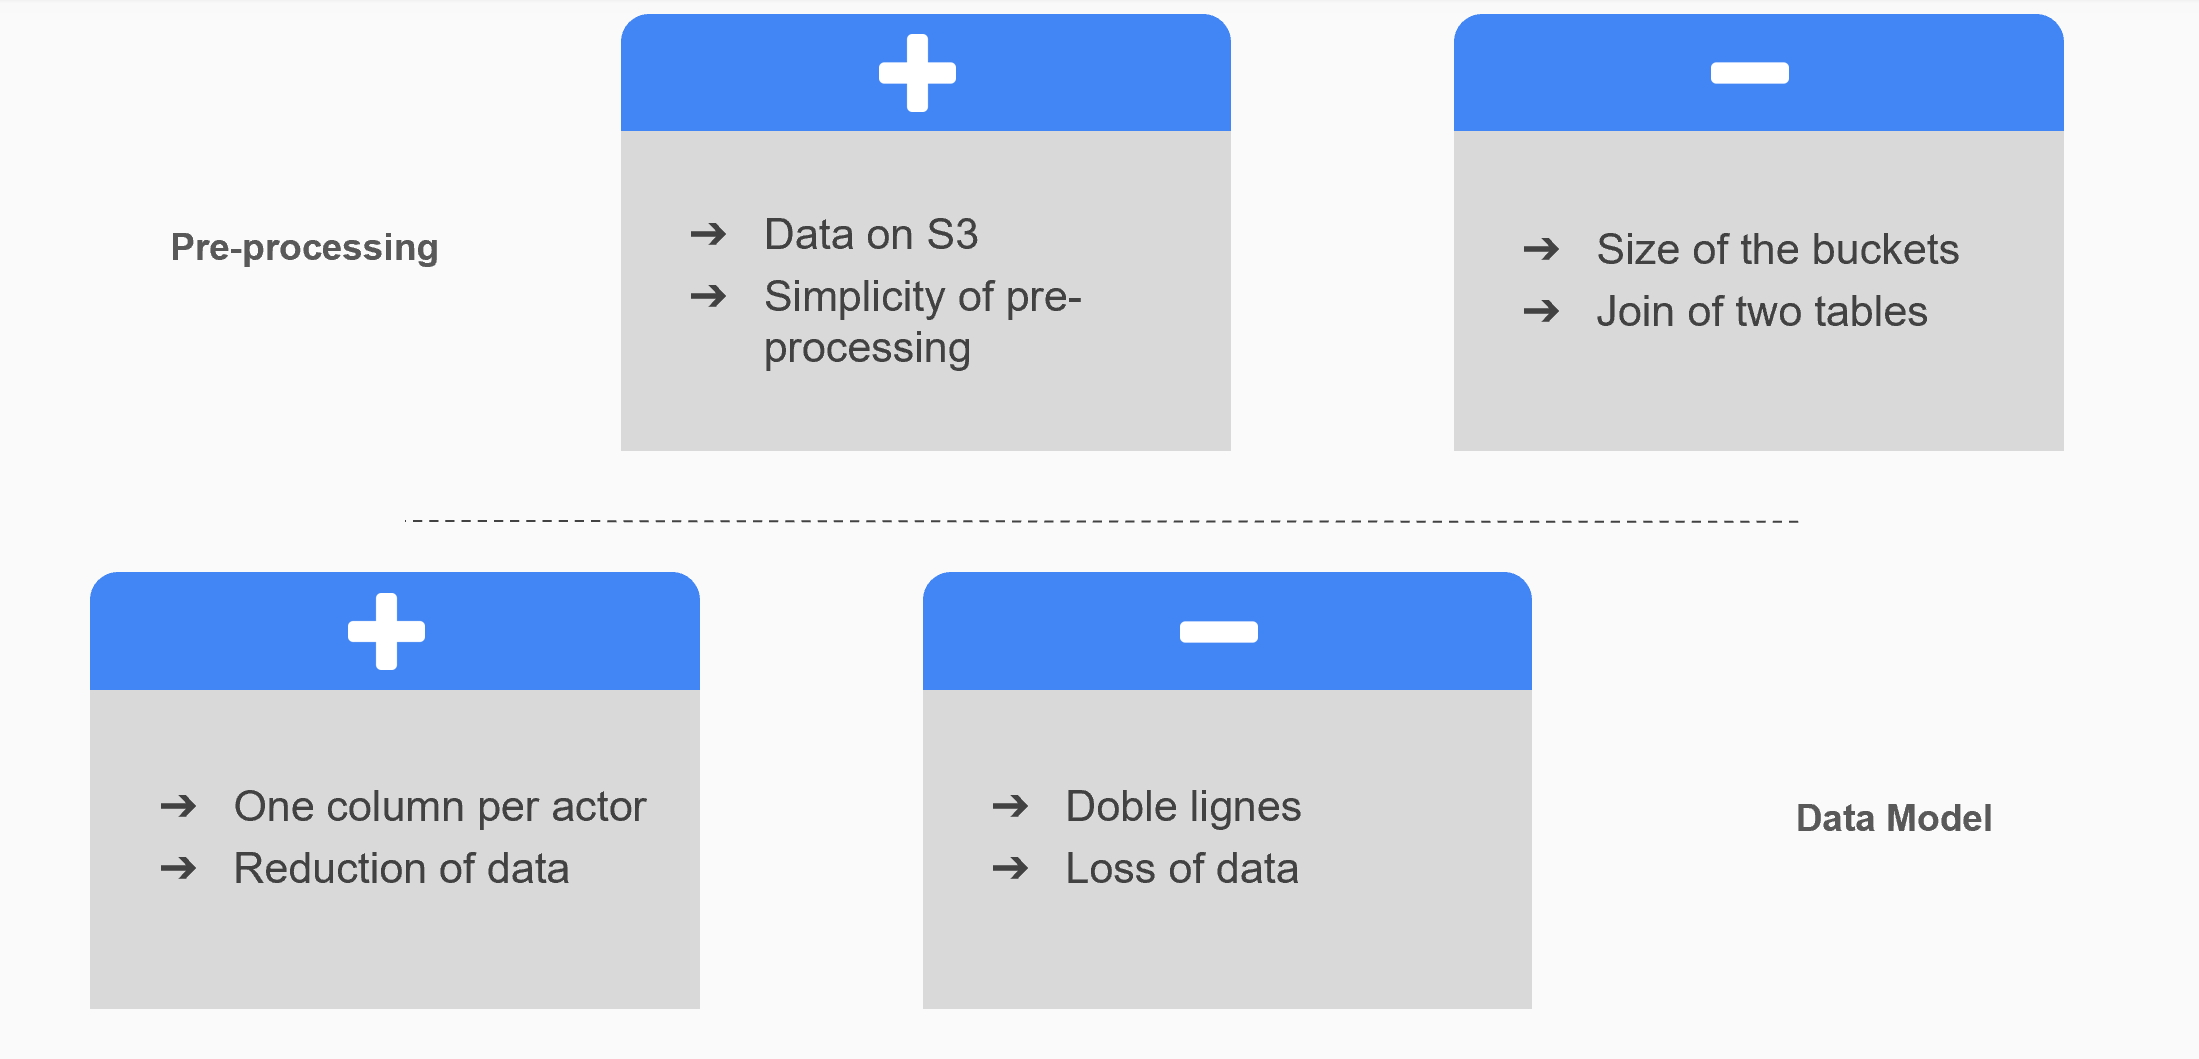 Pre-processing
➔ Data on S3
➔ Simplicity of pre-
processing
➔ Size of the buckets
➔ Join of two tables
➔ One column per actor
➔ Reduction of data
➔ Doble lignes
➔ Loss of data
Data Model